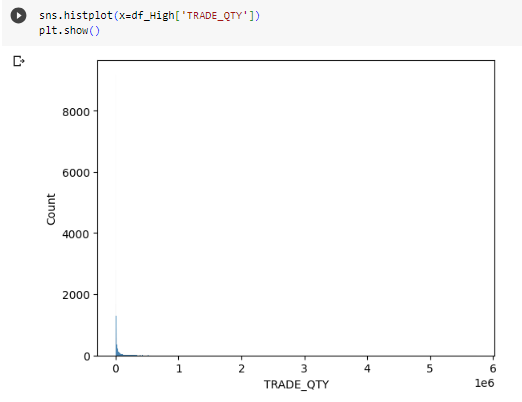 sns.histplot(x=df_High['TRADE_QTY'])
plt.show()
8000
6000
4000
2000
0
Count
0 1 2 3 4 5 6
TRADE_QTY
1e6